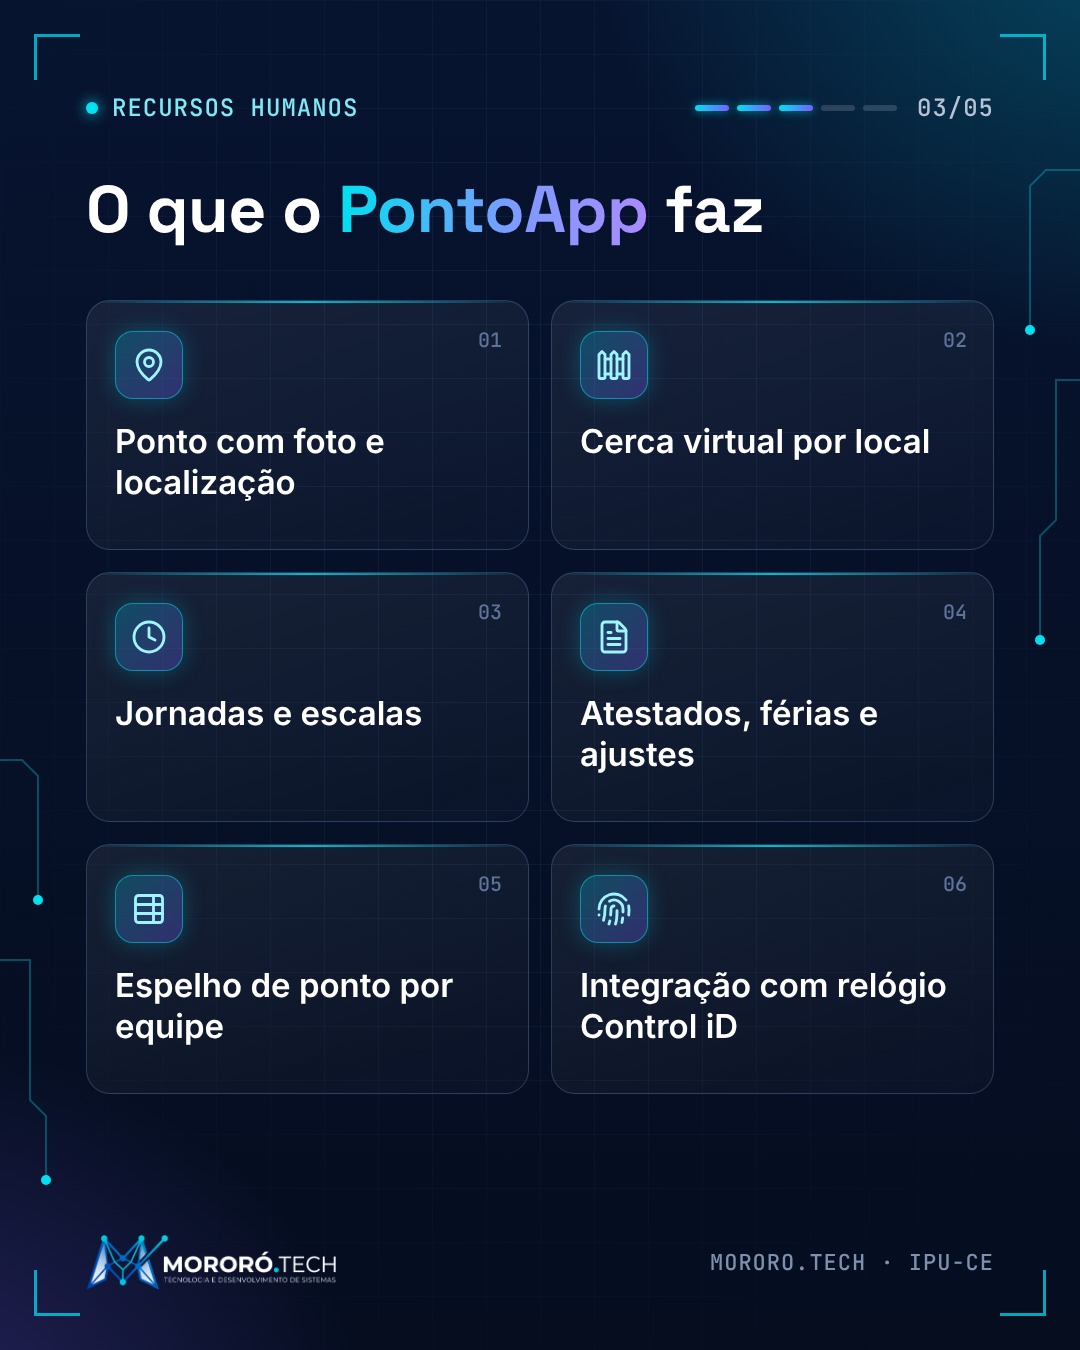 RECURSOS HUMANOS
03/05
O que o PontoApp faz
01
Ponto com foto e
localização
02
Cerca virtual por local
03
Jornadas e escalas
04
Atestados, férias e
ajustes
05
Espelho de ponto por
equipe
06
Integração com relógio
Control iD
MORORÓ.TECH
TECNOLOGIA E DESENVOLVIMENTO DE SISTEMAS
MORORO.TECH · IPU-CE